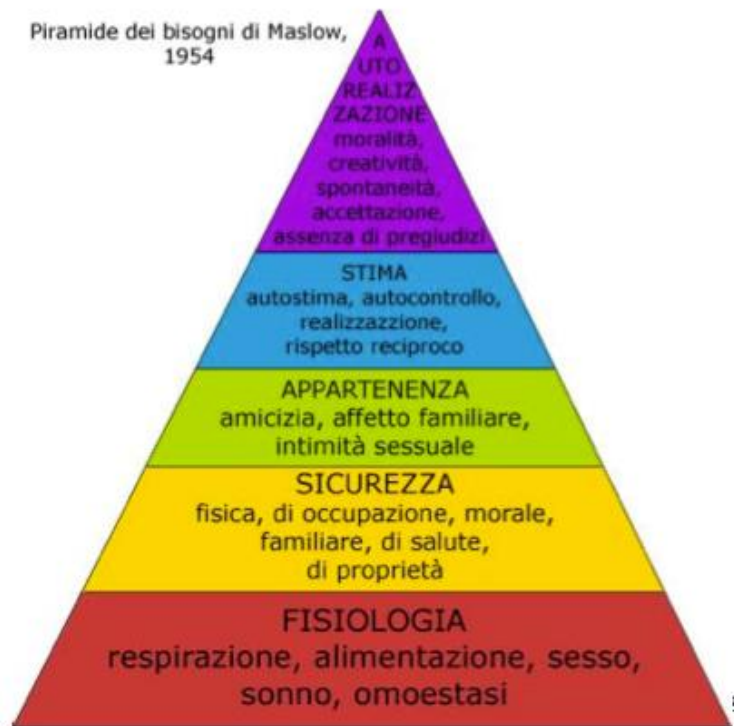 Piramide dei bisogni di Maslow,
1954
A
UTO
REALIZ
ZAZIONE
moralità,
creatività,
spontaneità,
accettazione,
assenza di pregiudizi
STIMA
autostima, autocontrollo,
realizzazzione,
rispetto reciproco
APPARTENENZA
amicizia, affetto familiare,
intimità sessuale
SICUREZZA
fisica, di occupazione, morale,
familiare, di salute,
di proprietà
FISIOLOGIA
respirazione, alimentazione, sesso,
sonno, omoestasi